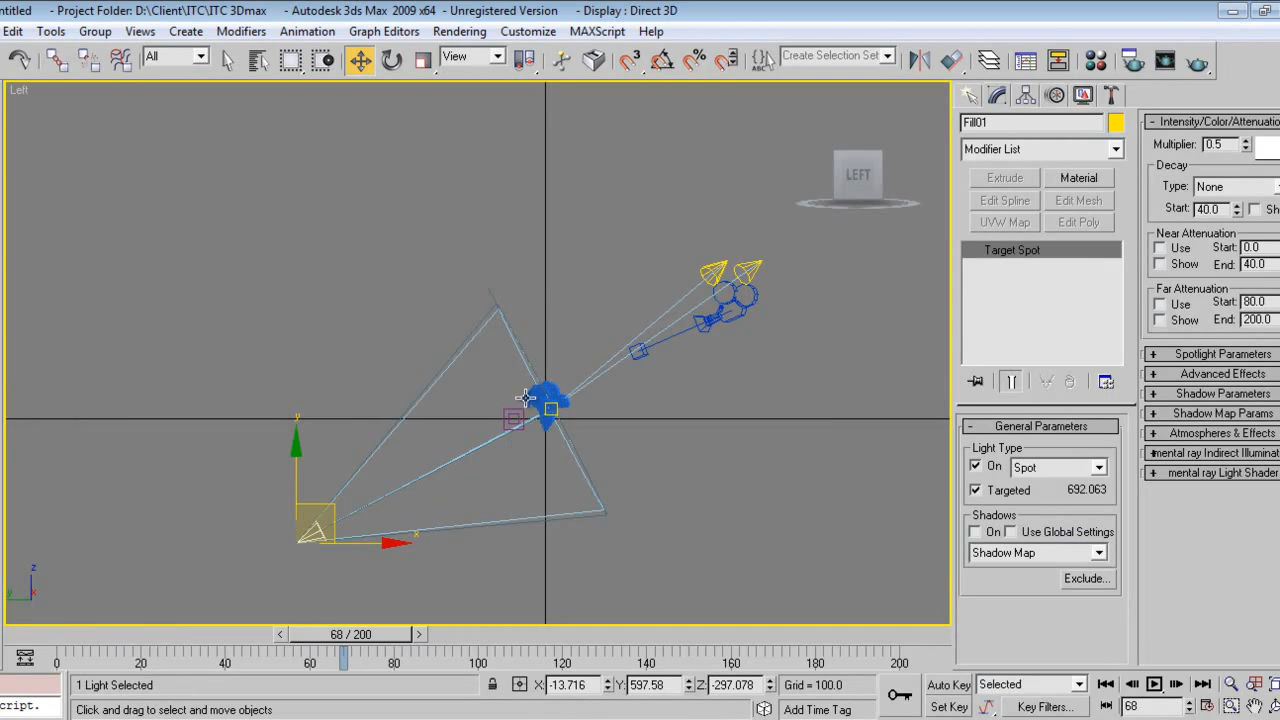 ntitled - Project Folder: D:\Client\ITC\ITC 3Dmax - Autodesk 3ds Max 2009 x64 - Unregistered Version - Display : Direct 3D
Edit Tools Group Views Create Modifiers Animation Graph Editors Rendering Customize MAXScript Help
All View Create Selection Set
Left
LEFT
y
x
z
y
x
Fill01
Modifier List
Extrude Material
Edit Spline Edit Mesh
UVW Map Edit Poly
Target Spot
General Parameters
Light Type
On Spot
Targeted 692.063
Shadows
On Use Global Settings
Shadow Map
Exclude...
Intensity/Color/Attenuatio
Multiplier: 0.5
Decay
Type: None
Start: 40.0 Sh
Near Attenuation
Use Start: 0.0
Show End: 40.0
Far Attenuation
Use Start: 80.0
Show End: 200.0
Spotlight Parameters
Advanced Effects
Shadow Parameters
Shadow Map Params
Atmospheres & Effects
mental ray Indirect Illuminat
mental ray Light Shader
68 / 200
0 20 40 60 80 100 120 140 160 180 200
1 Light Selected X: -13.716 Y: 597.58 Z: -297.078 Grid = 100.0 Auto Key Selected
script. Click and drag to select and move objects Add Time Tag Set Key Key Filters... 68